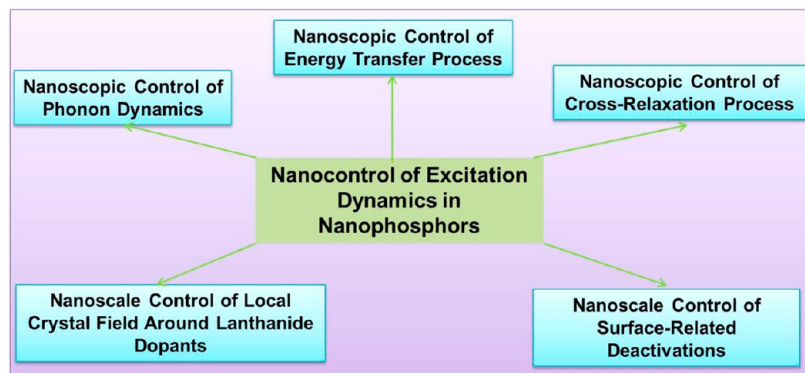 Nanoscopic Control of
Energy Transfer Process
Nanoscopic Control of
Phonon Dynamics
Nanoscopic Control of
Cross-Relaxation Process
Nanocontrol of Excitation
Dynamics in
Nanophosphors
Nanoscale Control of Local
Crystal Field Around Lanthanide
Dopants
Nanoscale Control of
Surface-Related
Deactivations